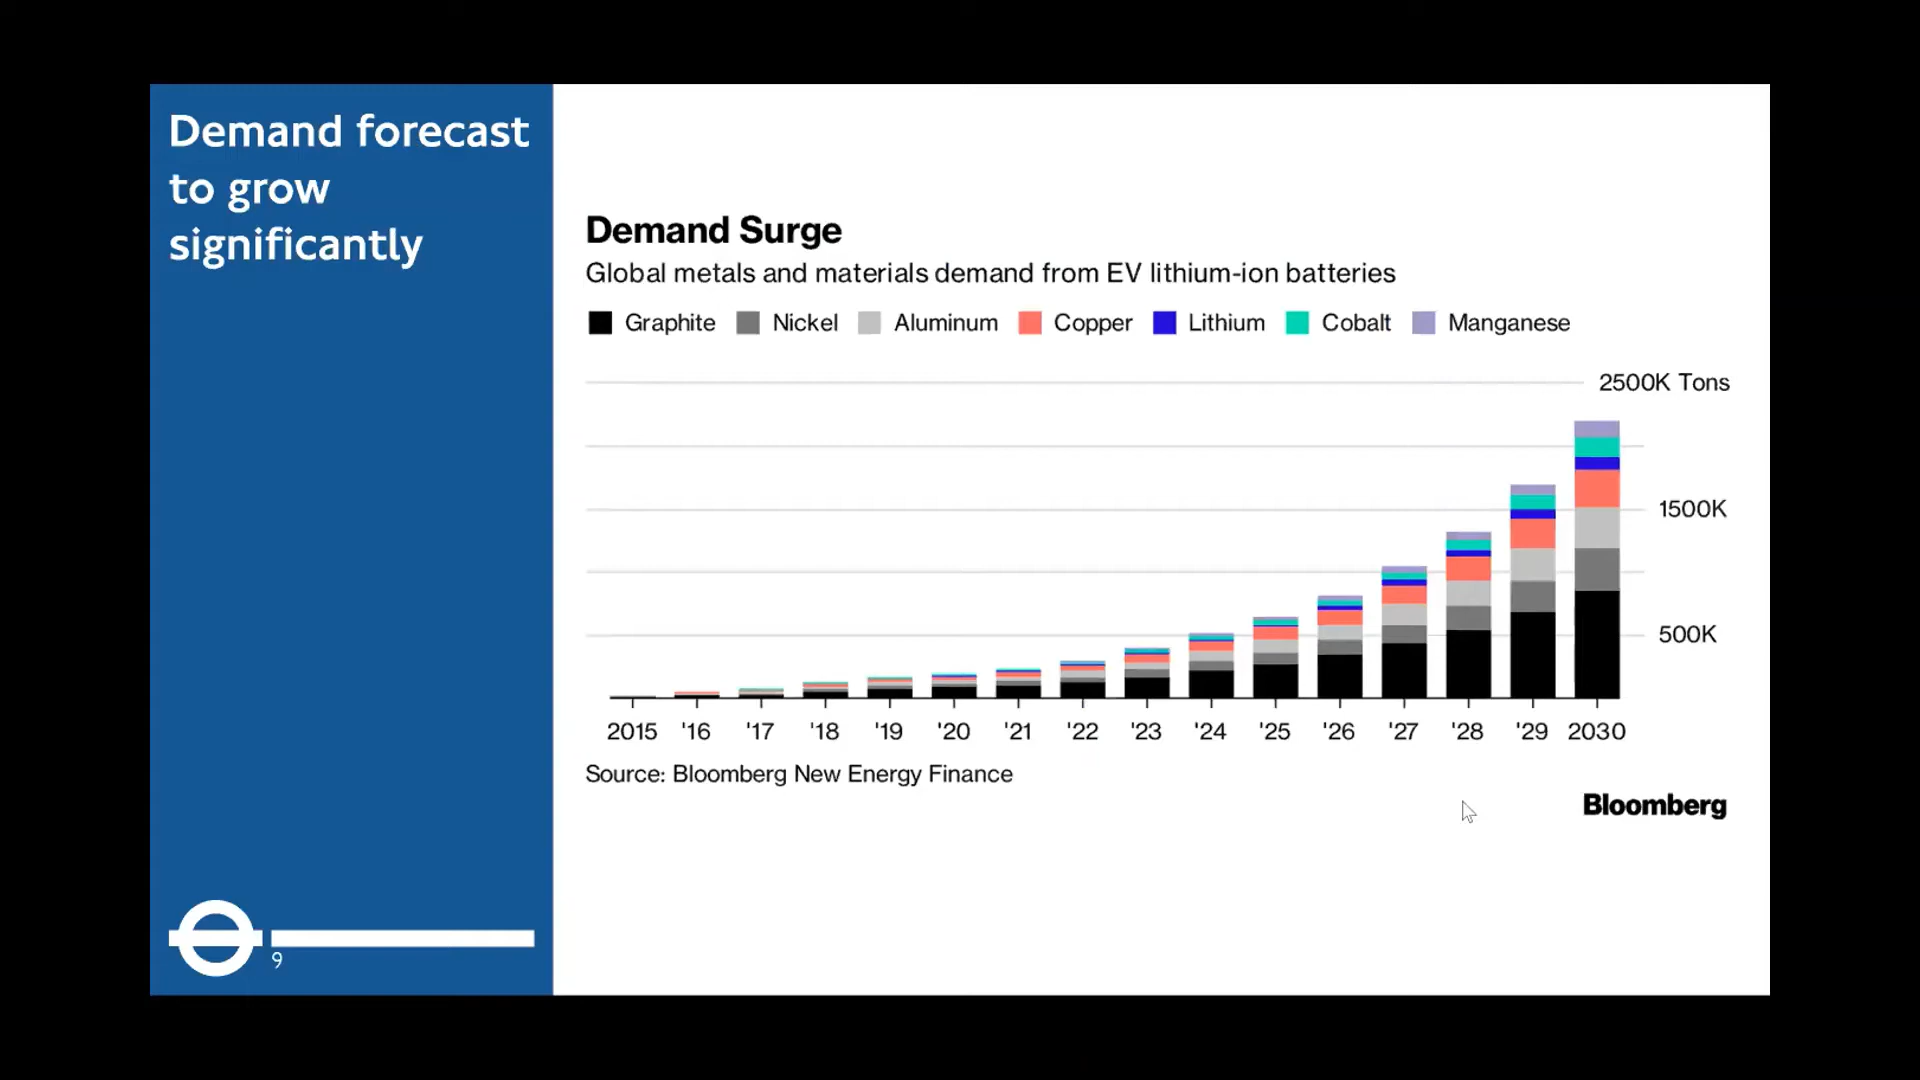 Demand forecast
to grow
significantly
Demand Surge
Global metals and materials demand from EV lithium-ion batteries
Graphite Nickel Aluminum Copper Lithium Cobalt Manganese
2500K Tons
1500K
500K
2015 '16 '17 '18 '19 '20 '21 '22 '23 '24 '25 '26 '27 '28 '29 2030
Source: Bloomberg New Energy Finance
Bloomberg
9